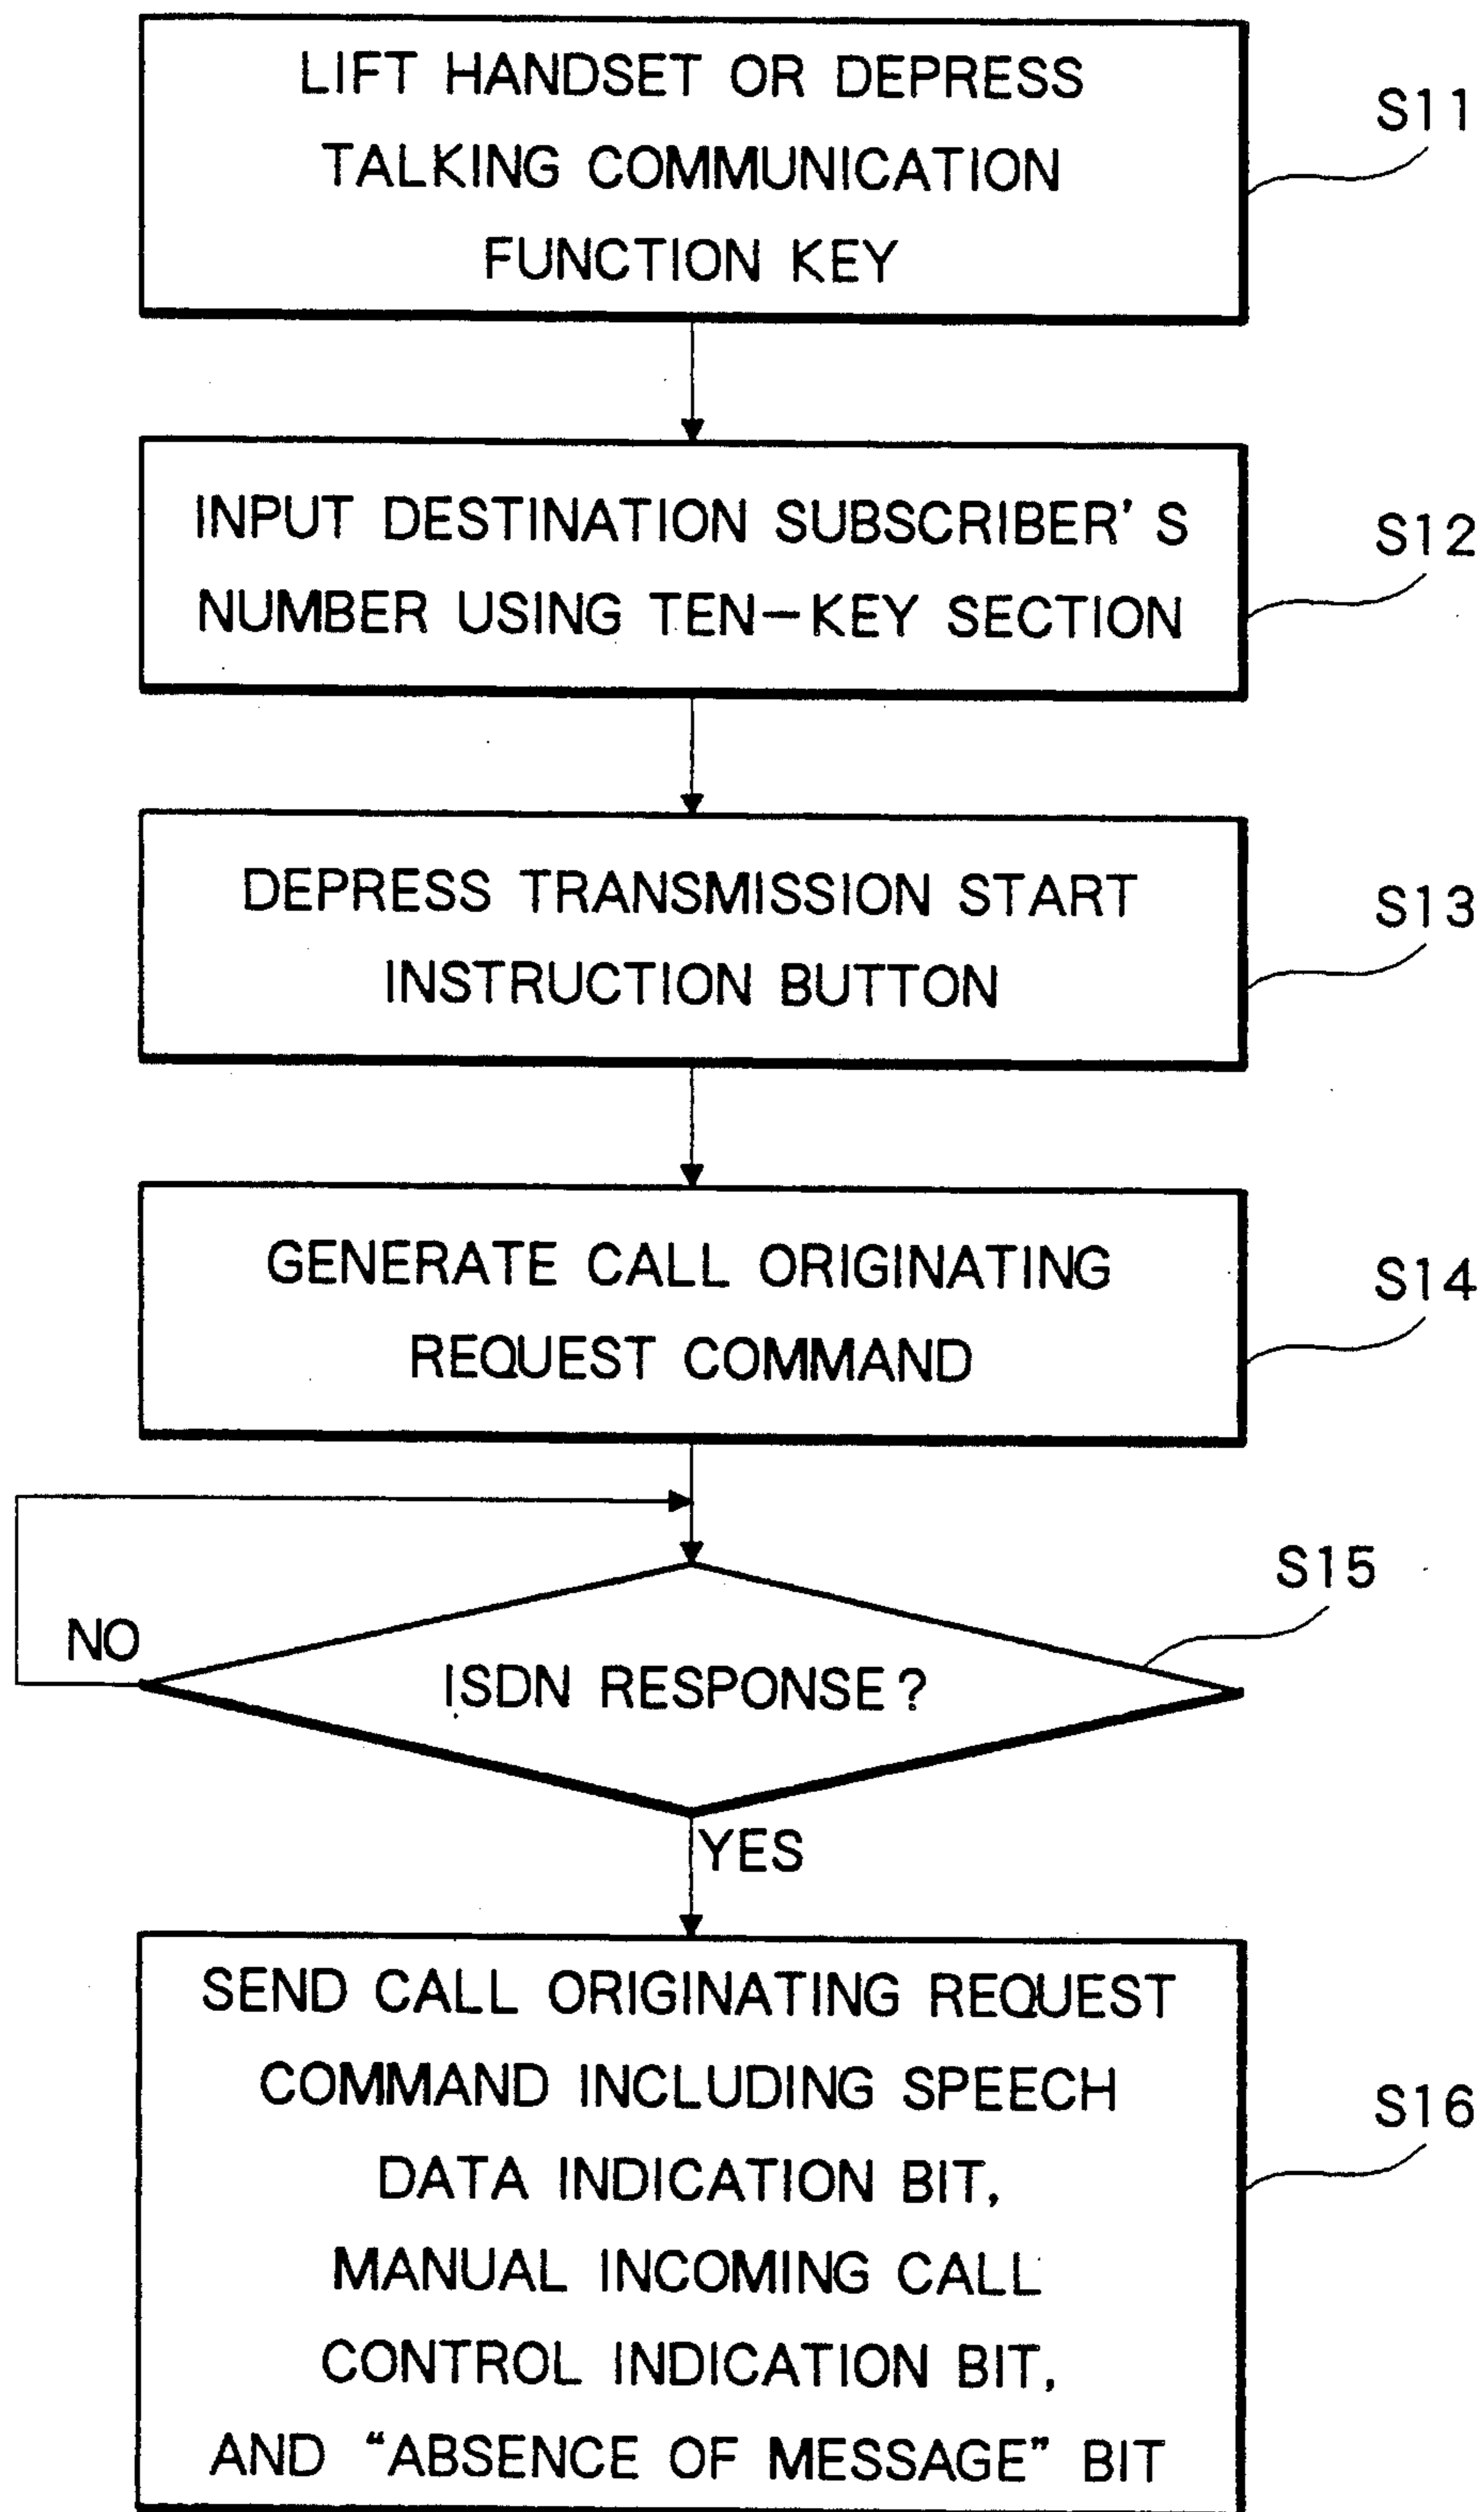 LIFT HANDSET OR DEPRESS
TALKING COMMUNICATION
FUNCTION KEY
S11
INPUT DESTINATION SUBSCRIBER'S
NUMBER USING TEN-KEY SECTION
S12
DEPRESS TRANSMISSION START
INSTRUCTION BUTTON
S13
GENERATE CALL ORIGINATING
REQUEST COMMAND
S14
S15
NO
ISDN RESPONSE?
YES
SEND CALL ORIGINATING REQUEST
COMMAND INCLUDING SPEECH
DATA INDICATION BIT,
MANUAL INCOMING CALL
CONTROL INDICATION BIT,
AND "ABSENCE OF MESSAGE" BIT
S16